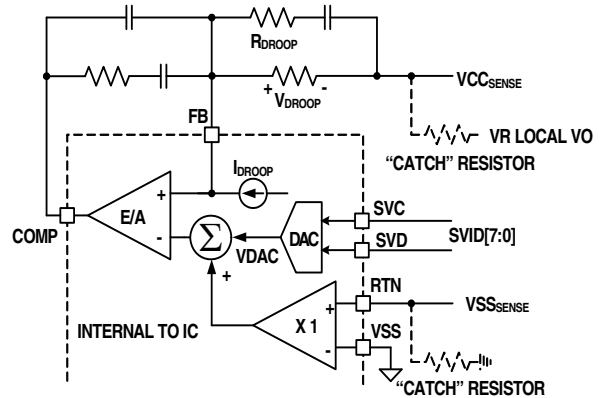 RDROOP
+ VDROOP -
VCCSENSE
FB
VR LOCAL VO
“CATCH” RESISTOR
IDROOP
+
E/A
-
Σ
+
VDAC
DAC
SVC
SVD
SVID[7:0]
COMP
RTN
VSSSENSE
INTERNAL TO IC
X 1
+
-
VSS
“CATCH” RESISTOR